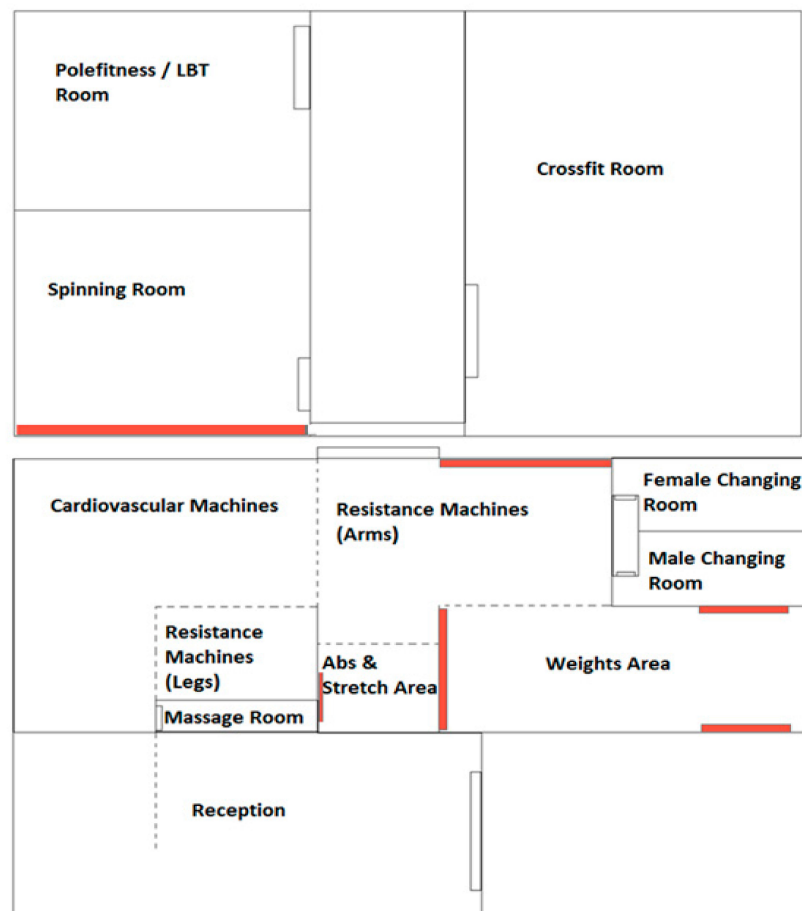 Polefitness / LBT
Room
Crossfit Room
Spinning Room
Cardiovascular Machines
Resistance Machines
(Arms)
Female Changing
Room
Male Changing
Room
Resistance
Machines
(Legs)
Abs &
Stretch Area
Weights Area
Massage Room
Reception